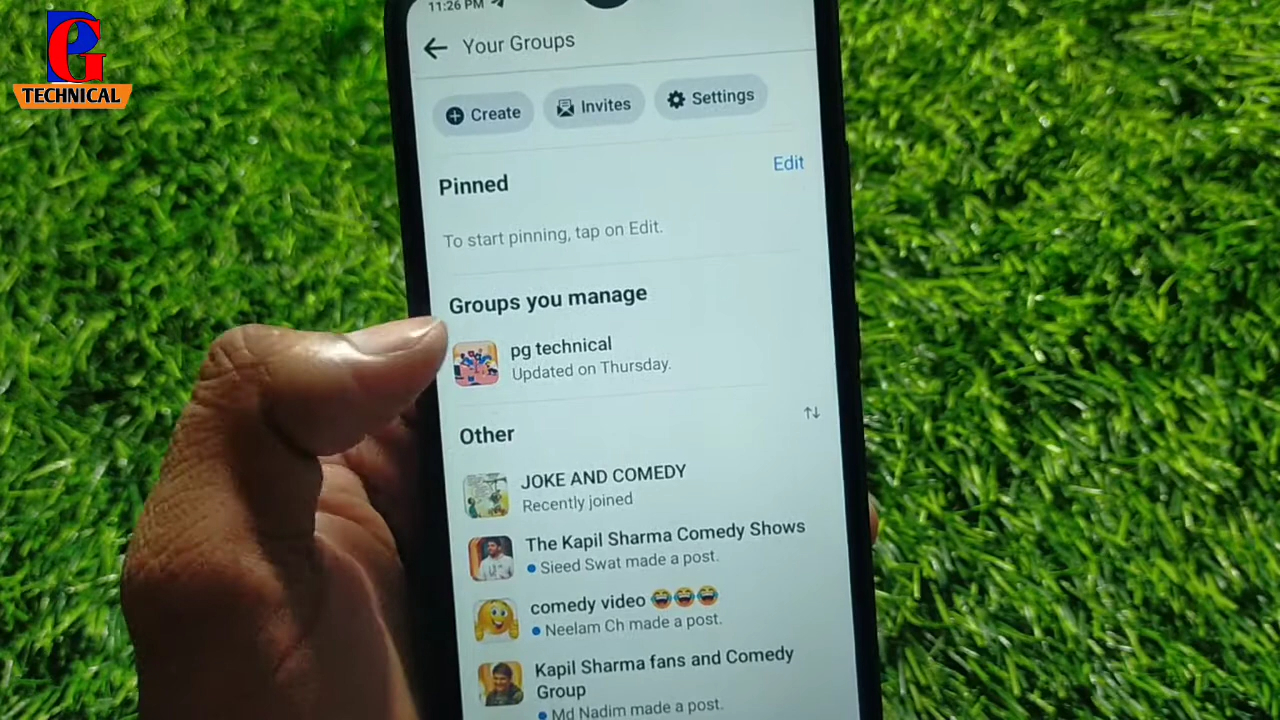 PG
TECHNICAL
11:26 PM
Your Groups
Create
Invites
Settings
Pinned
Edit
To start pinning, tap on Edit.
Groups you manage
pg technical
Updated on Thursday.
Other
JOKE AND COMEDY
Recently joined
The Kapil Sharma Comedy Shows
Sieed Swat made a post.
comedy video 😂😂😂
Neelam Ch made a post.
Kapil Sharma fans and Comedy
Group
Md Nadim made a post.